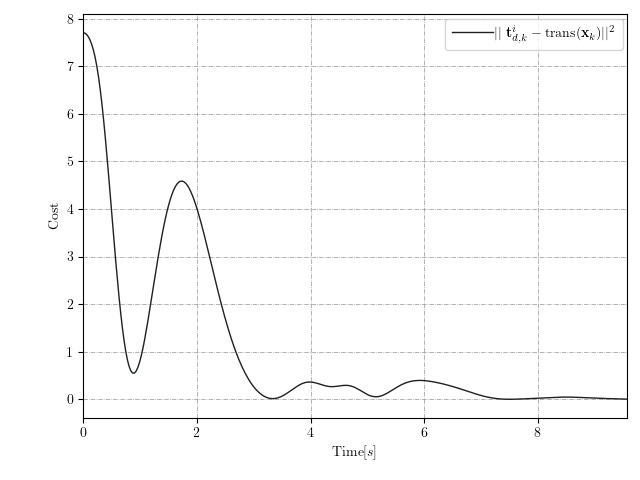 8
|| t^i_{d,k} − trans(x_k)||²
7
6
5
4
3
2
1
0
Cost
0 2 4 6 8
Time[s]